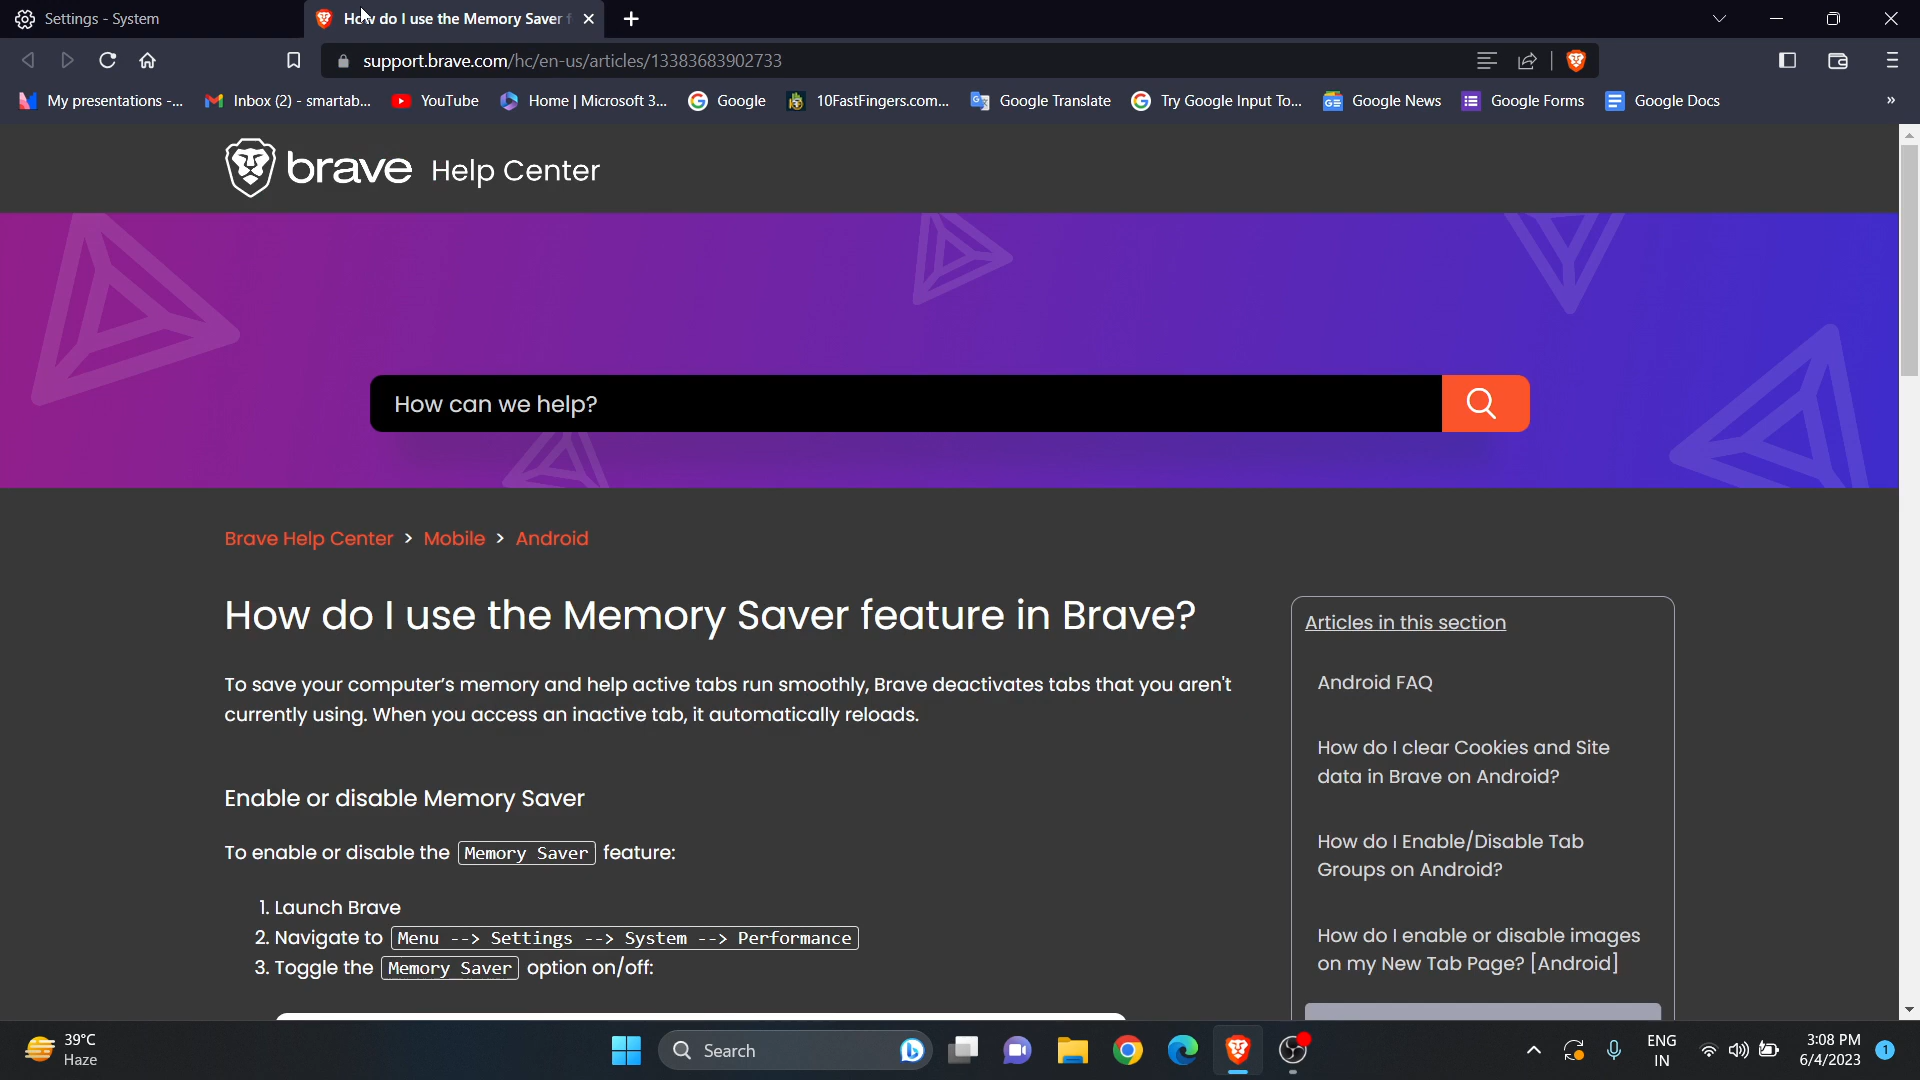 Settings - System
How do I use the Memory Saver f
support.brave.com/hc/en-us/articles/13383683902733
My presentations -...
Inbox (2) - smartab...
YouTube
Home | Microsoft 3...
Google
10FastFingers.com...
Google Translate
Try Google Input To...
Google News
Google Forms
Google Docs
»
brave Help Center
How can we help?
Brave Help Center > Mobile > Android
How do I use the Memory Saver feature in Brave?
To save your computer's memory and help active tabs run smoothly, Brave deactivates tabs that you aren't
currently using. When you access an inactive tab, it automatically reloads.
Enable or disable Memory Saver
To enable or disable the Memory Saver feature:
1. Launch Brave
2. Navigate to Menu --> Settings --> System --> Performance
3. Toggle the Memory Saver option on/off:
Articles in this section
Android FAQ
How do I clear Cookies and Site
data in Brave on Android?
How do I Enable/Disable Tab
Groups on Android?
How do I enable or disable images
on my New Tab Page? [Android]
39°C
Haze
Search
ENG
IN
3:08 PM
6/4/2023
1